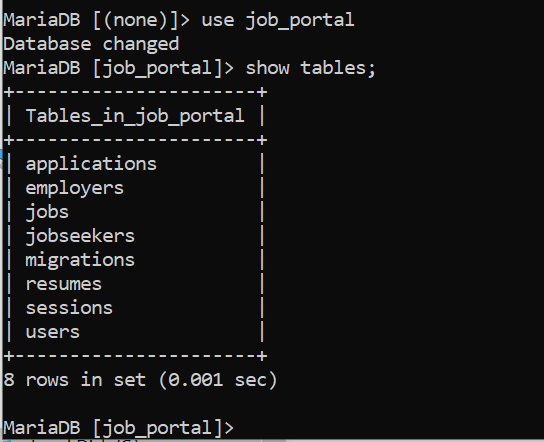 MariaDB [(none)]> use job_portal
Database changed
MariaDB [job_portal]> show tables;
+----------------------+
| Tables_in_job_portal |
+----------------------+
| applications         |
| employers            |
| jobs                 |
| jobseekers           |
| migrations           |
| resumes              |
| sessions             |
| users                |
+----------------------+
8 rows in set (0.001 sec)

MariaDB [job_portal]>